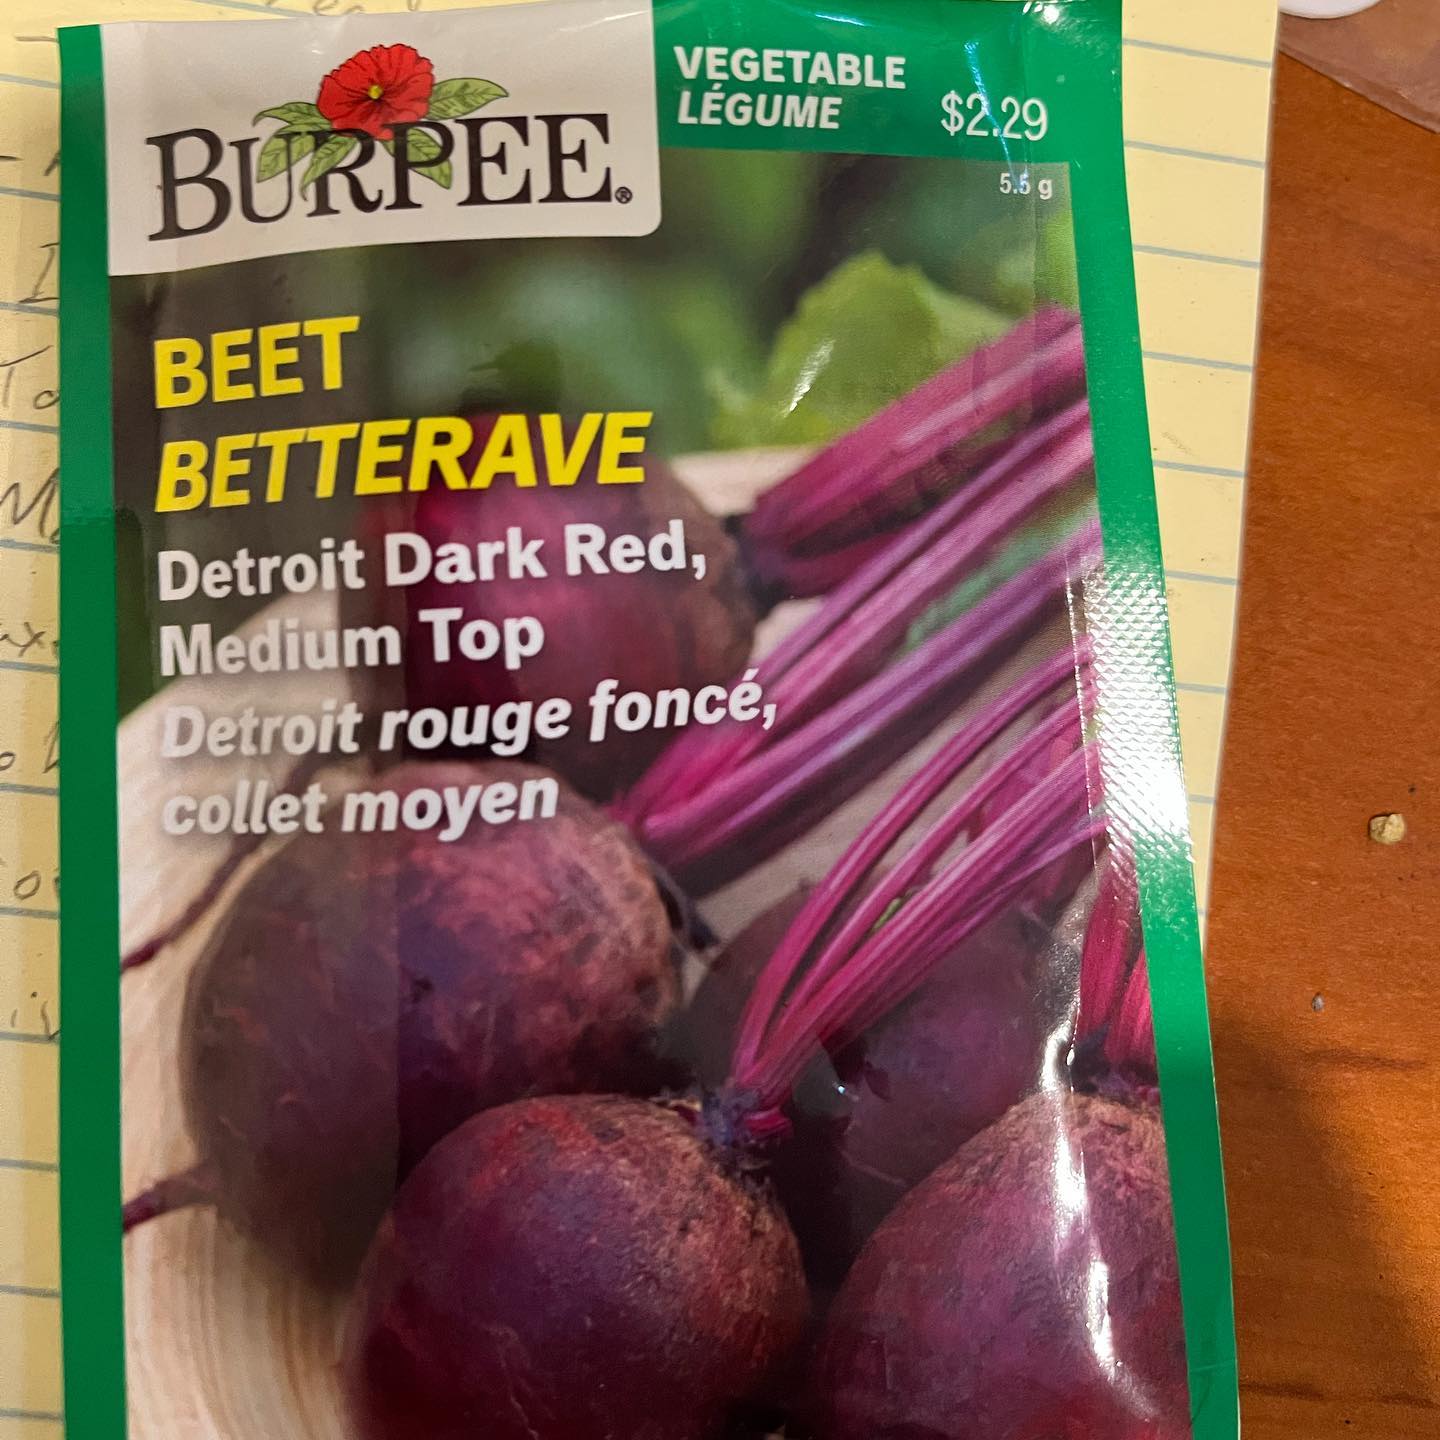 BURPEE®
VEGETABLE
LÉGUME
$2.29
5.5 g
BEET
BETTERAVE
Detroit Dark Red,
Medium Top
Detroit rouge foncé,
collet moyen